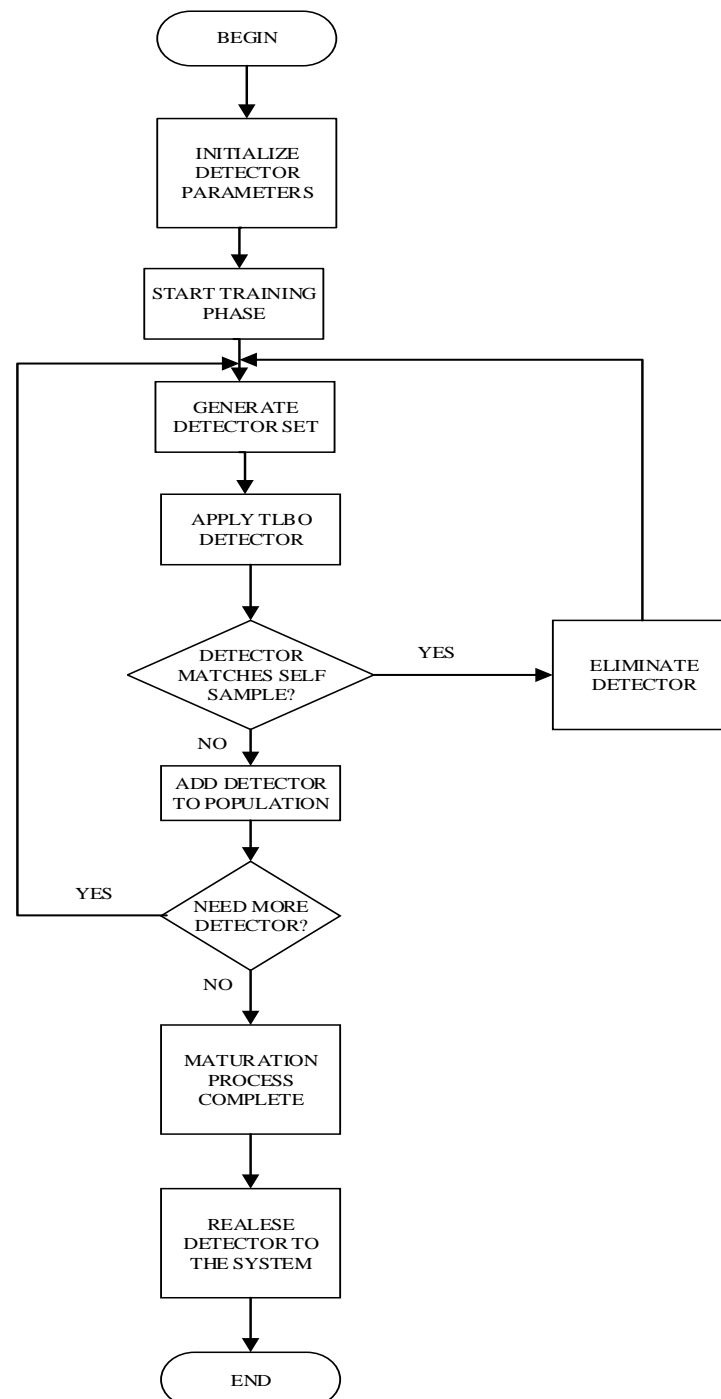 BEGIN
INITIALIZE
DETECTOR
PARAMETERS
START TRAINING
PHASE
GENERATE
DETECTOR SET
APPLY TLBO
DETECTOR
DETECTOR
MATCHES SELF
SAMPLE?
YES
ELIMINATE
DETECTOR
NO
ADD DETECTOR
TO POPULATION
YES
NEED MORE
DETECTOR?
NO
MATURATION
PROCESS
COMPLETE
REALESE
DETECTOR TO
THE SYSTEM
END